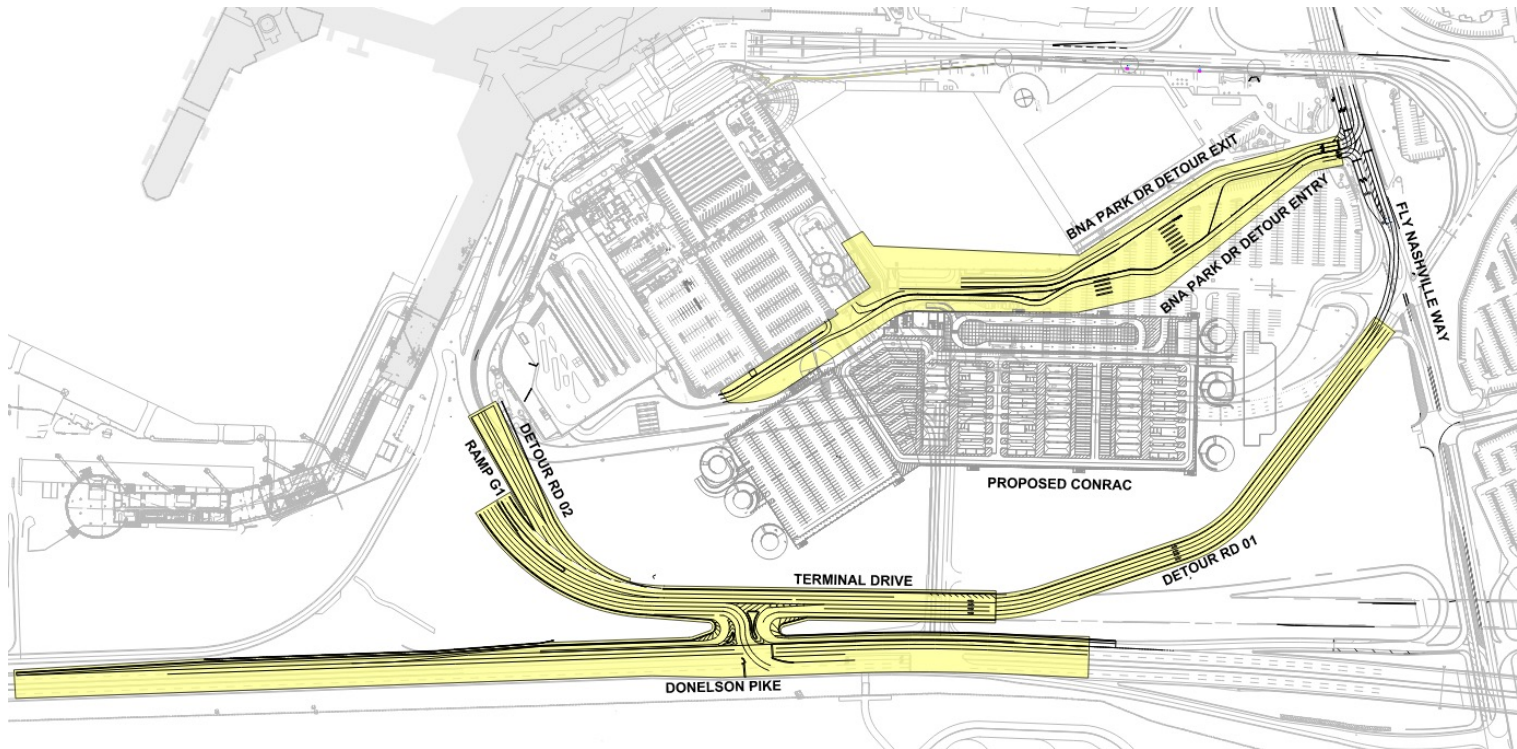 BNA PARK DR DETOUR EXIT
BNA PARK DR DETOUR ENTRY
FLY NASHVILLE WAY
DETOUR RD 02
RAMP G1
PROPOSED CONRAC
TERMINAL DRIVE
DETOUR RD 01
DONELSON PIKE